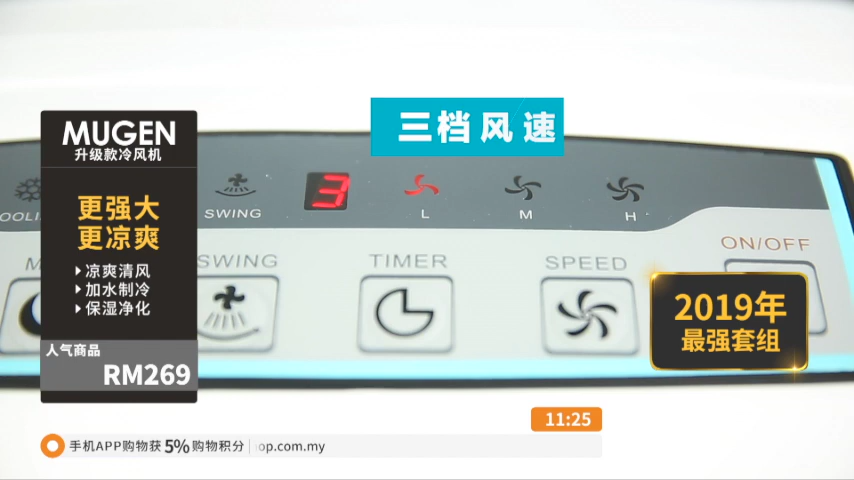 三档风速
MUGEN
升级款冷风机
更强大
更凉爽
凉爽清风
加水制冷
保湿净化
人气商品
RM269
SWING
3
L
M
H
SWING
TIMER
SPEED
ON/OFF
2019年
最强套组
11:25
手机APP购物获5%购物积分
op.com.my